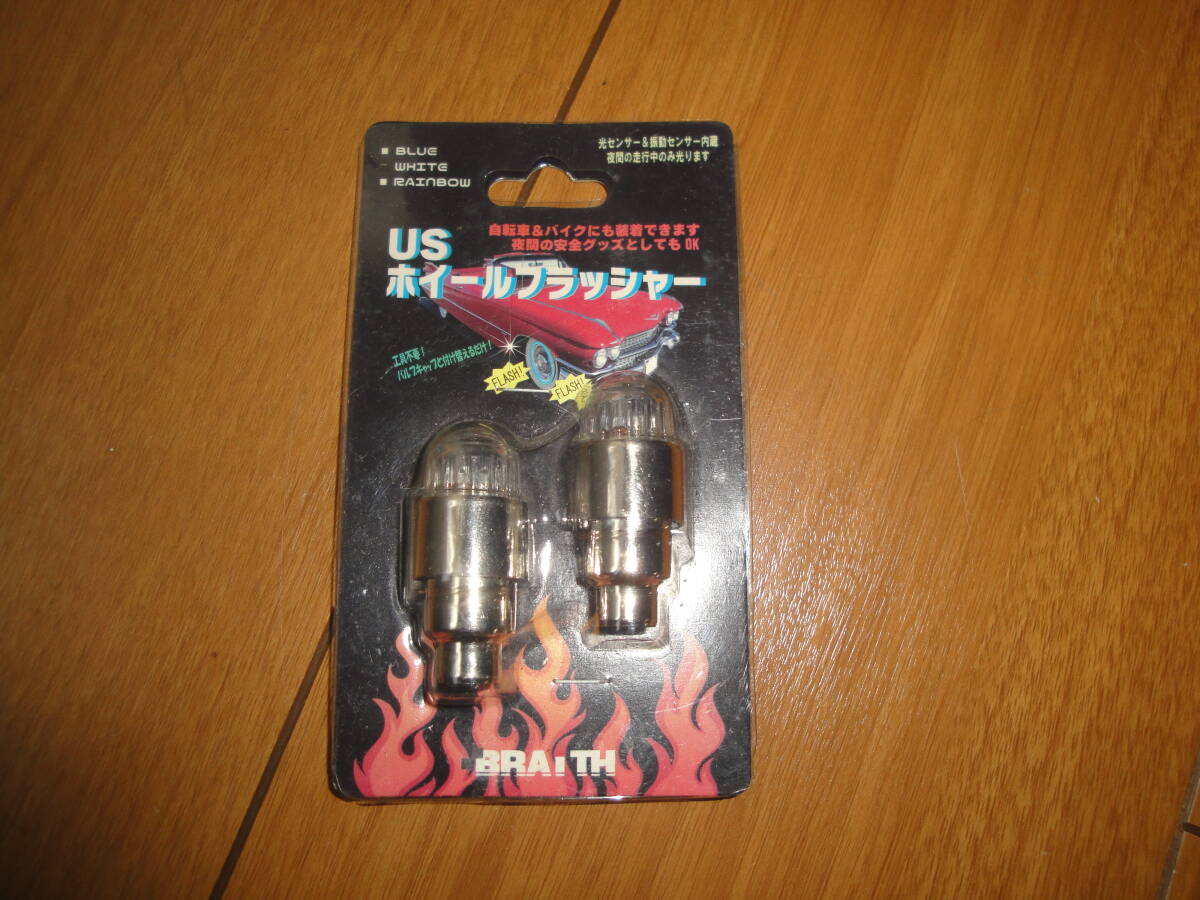 BLUE
WHITE
RAINBOW
光センサー&振動センサー内蔵
夜間の走行中のみ光ります
自転車&バイクにも装着できます
夜間の安全グッズとしてもOK
US
ホイールフラッシャー
工具不要!
バルブキャップと付け替えるだけ!
FLASH!
FLASH!
BRAiTH